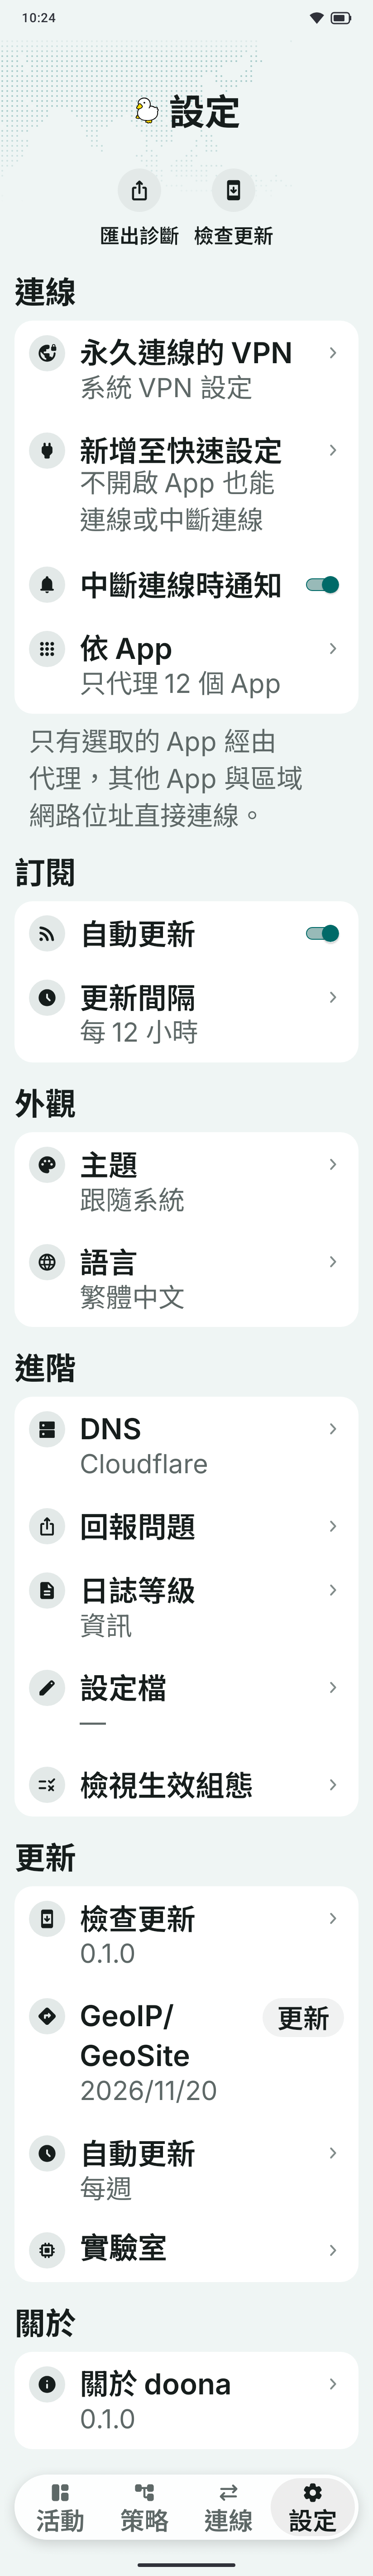 10:24
設定
匯出診斷 檢查更新
連線
永久連線的 VPN
系統 VPN 設定
新增至快速設定
不開啟 App 也能
連線或中斷連線
中斷連線時通知
依 App
只代理 12 個 App
只有選取的 App 經由
代理，其他 App 與區域
網路位址直接連線。
訂閱
自動更新
更新間隔
每 12 小時
外觀
主題
跟隨系統
語言
繁體中文
進階
DNS
Cloudflare
回報問題
日誌等級
資訊
設定檔
—
檢視生效組態
更新
檢查更新
0.1.0
GeoIP/
GeoSite
更新
2026/11/20
自動更新
每週
實驗室
關於
關於 doona
0.1.0
活動 策略 連線 設定